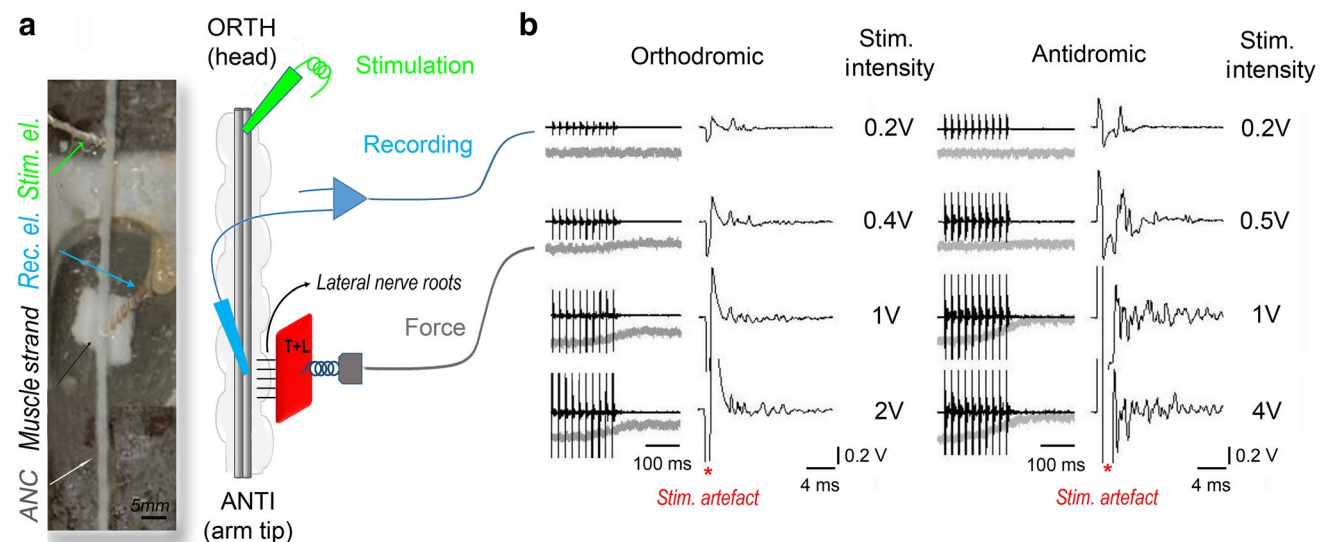 a
ORTH
(head)
Stimulation
Recording
Lateral nerve roots
Force
T+L
ANTI
(arm tip)
ANC Muscle strand Rec. el. Stim. el.
5mm
b
Orthodromic
Stim.
intensity
Antidromic
Stim.
intensity
0.2V
0.2V
0.4V
0.5V
1V
1V
2V
4V
100 ms
*
0.2 V
4 ms
Stim. artefact
100 ms
*
0.2 V
4 ms
Stim. artefact